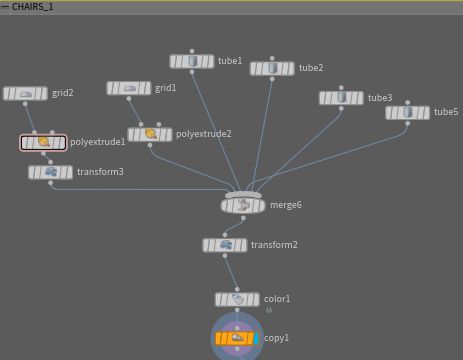 CHAIRS_1
tube1
tube2
grid2
grid1
tube3
tube5
polyextrude1
polyextrude2
transform3
merge6
transform2
color1
copy1